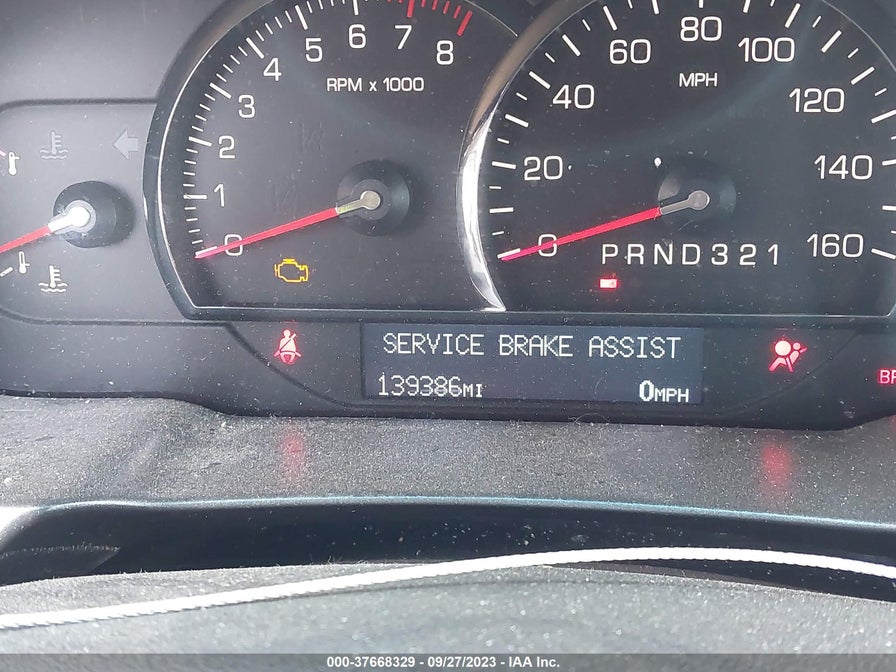 1 2 3 4 5 6 7 8
RPM x 1000
0
20 40 60 80 100 120 140 160
MPH
0
PRND321
SERVICE BRAKE ASSIST
139386MI 0MPH
000-37668329 - 09/27/2023 - IAA Inc.